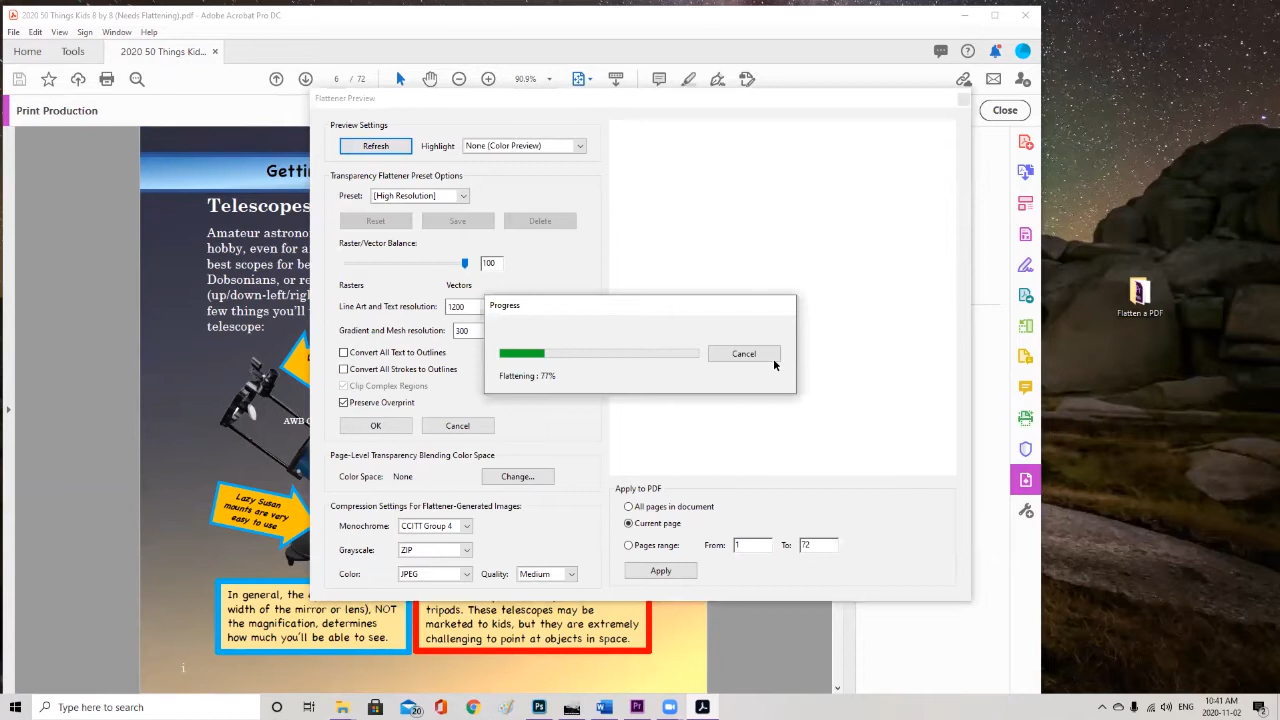 2020 50 Things Kids 8 by 8 (Needs Flattening).pdf - Adobe Acrobat Pro DC
File Edit View Sign Window Help
Home Tools 2020 50 Things Kid... ×
6 / 72 90.9%
Print Production
Close
Flattener Preview
Preview Settings
Refresh Highlight None (Color Preview)
Transparency Flattener Preset Options
Preset: [High Resolution]
Reset Save Delete
Raster/Vector Balance:
100
Rasters Vectors
Line Art and Text resolution: 1200
Gradient and Mesh resolution: 300
Convert All Text to Outlines
Convert All Strokes to Outlines
Clip Complex Regions
Preserve Overprint
OK Cancel
Page-Level Transparency Blending Color Space
Color Space: None Change...
Compression Settings For Flattener-Generated Images:
Monochrome: CCITT Group 4
Grayscale: ZIP
Color: JPEG Quality: Medium
Progress
Cancel
Flattening : 77%
Apply to PDF
All pages in document
Current page
Pages range: From: 1 To: 72
Apply
Getti
Telescopes
Amateur astrono
hobby, even for a
best scopes for be
Dobsonians, or re
(up/down-left/righ
few things you'll
telescope:
AWB O
Lazy Susan
mounts are very
easy to use
In general, the
width of the mirror or lens), NOT
the magnification, determines
how much you'll be able to see.
tripods. These telescopes may be
marketed to kids, but they are extremely
challenging to point at objects in space.
i
Flatten a PDF
Type here to search
20
10:41 AM
2020-11-02
2